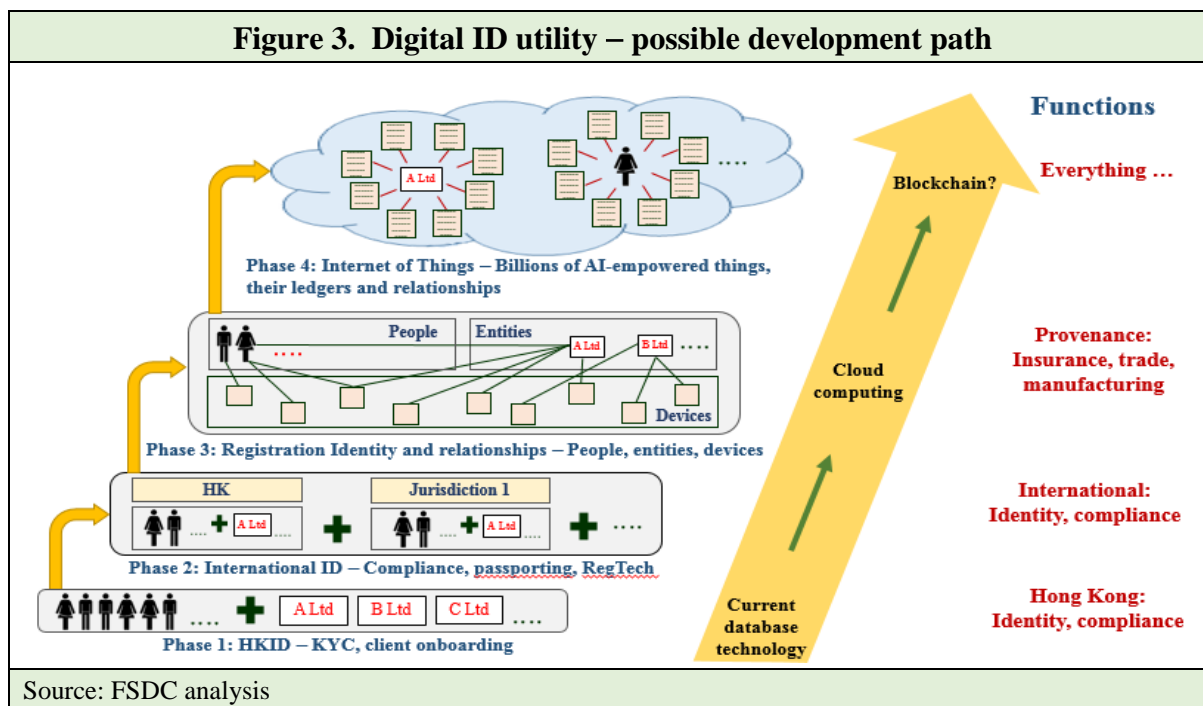 Figure 3. Digital ID utility – possible development path
Functions
A Ltd
....
Blockchain?
Everything ...
Phase 4: Internet of Things – Billions of AI-empowered things,
their ledgers and relationships
People
Entities
....
A Ltd
B Ltd
....
Devices
Cloud
computing
Provenance:
Insurance, trade,
manufacturing
Phase 3: Registration Identity and relationships – People, entities, devices
HK
Jurisdiction 1
.... + A Ltd ....
+
.... + A Ltd ....
+ ....
International:
Identity, compliance
Phase 2: International ID – Compliance, passporting, RegTech
.... + A Ltd B Ltd C Ltd ....
Current
database
technology
Hong Kong:
Identity, compliance
Phase 1: HKID – KYC, client onboarding
Source: FSDC analysis